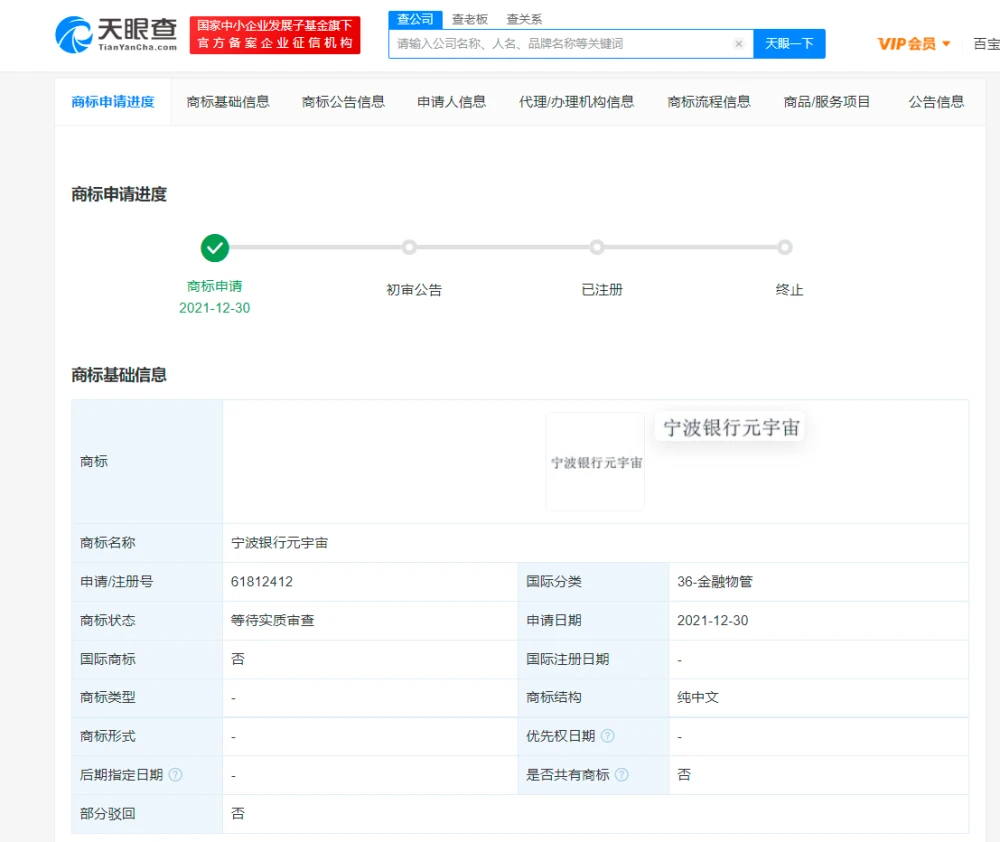 天眼查
TianYanCha.com
国家中小企业发展子基金旗下
官方备案企业征信机构
查公司 查老板 查关系
请输入公司名称、人名、品牌名称等关键词 × 天眼一下
VIP会员 百宝
商标申请进度 商标基础信息 商标公告信息 申请人信息 代理/办理机构信息 商标流程信息 商品/服务项目 公告信息
商标申请进度
商标申请 初审公告 已注册 终止
2021-12-30
商标基础信息
宁波银行元宇宙
商标 宁波银行元宇宙
商标名称 宁波银行元宇宙
申请/注册号 61812412 国际分类 36-金融物管
商标状态 等待实质审查 申请日期 2021-12-30
国际商标 否 国际注册日期 -
商标类型 - 商标结构 纯中文
商标形式 - 优先权日期 ? -
后期指定日期 ? - 是否共有商标 ? 否
部分驳回 否